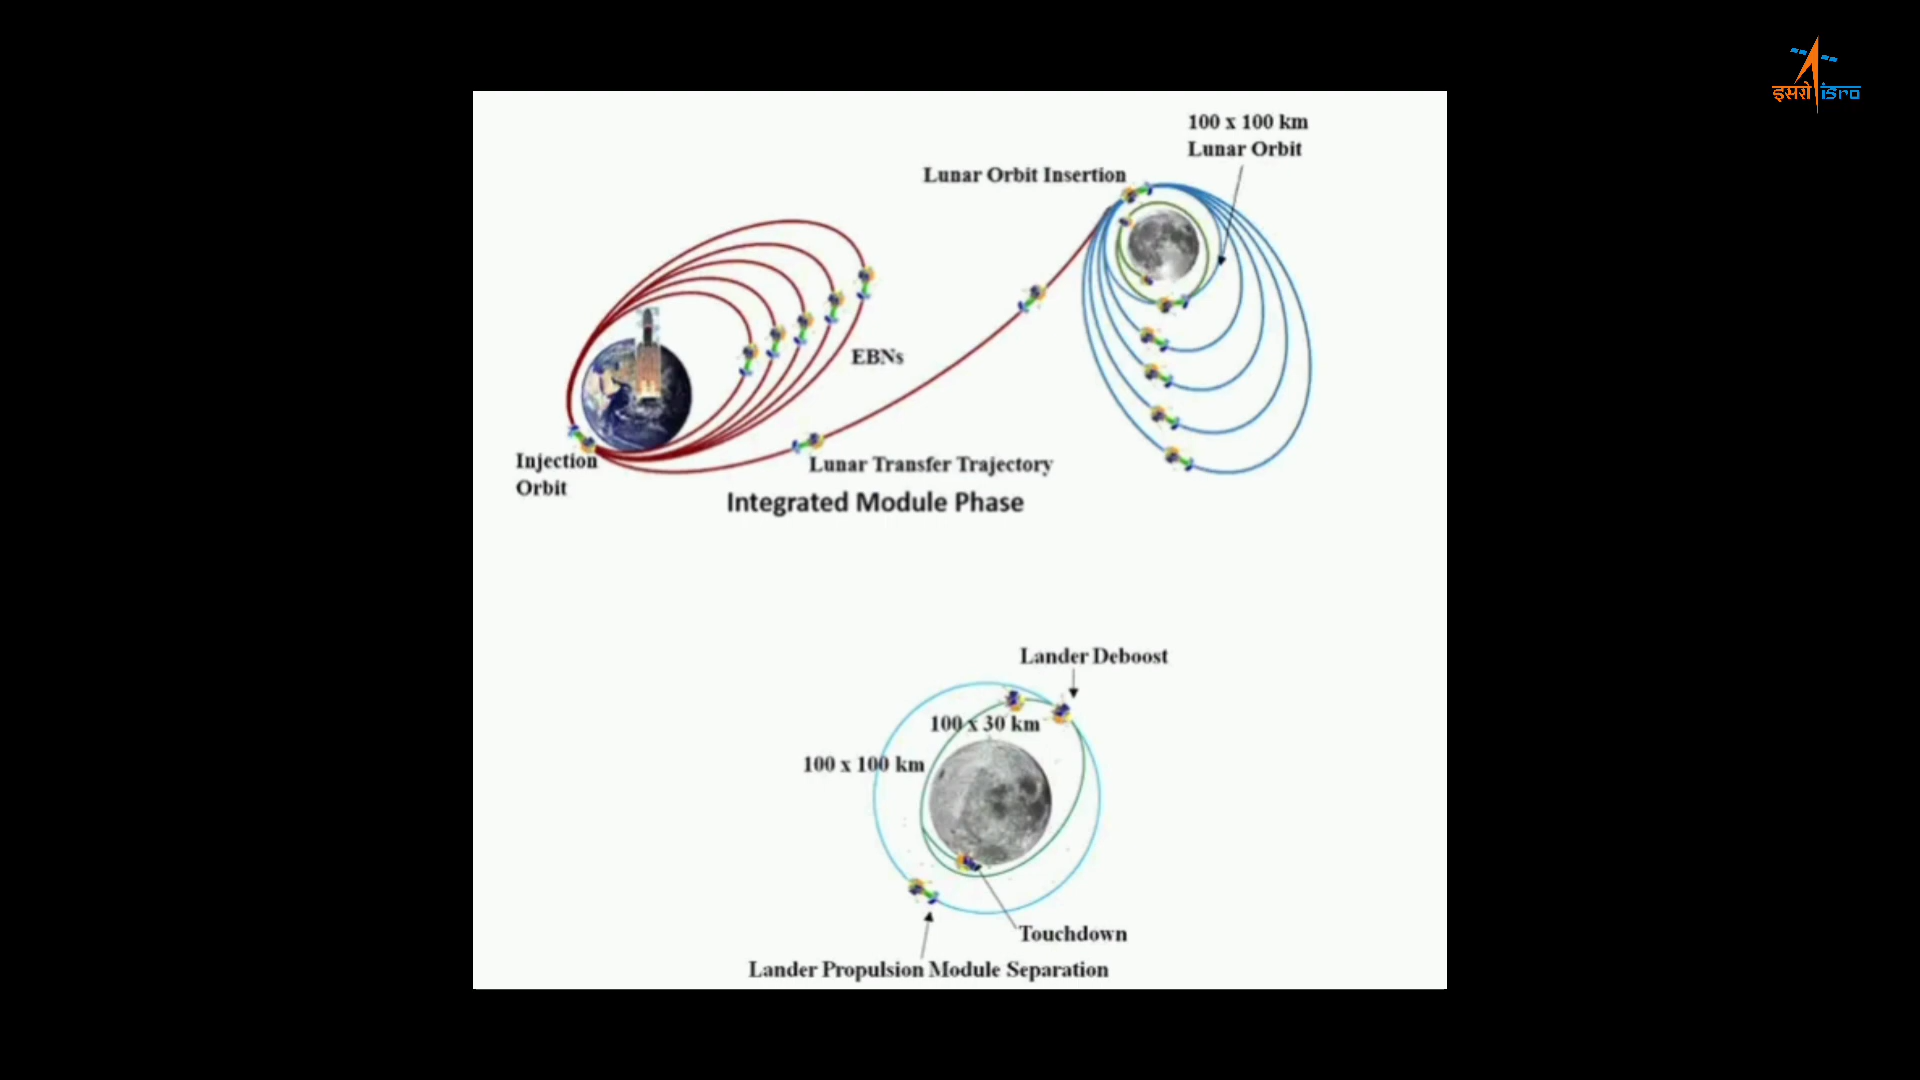 इसरो isro
100 x 100 km
Lunar Orbit
Lunar Orbit Insertion
EBNs
Injection
Orbit
Lunar Transfer Trajectory
Integrated Module Phase
Lander Deboost
100 x 30 km
100 x 100 km
Touchdown
Lander Propulsion Module Separation